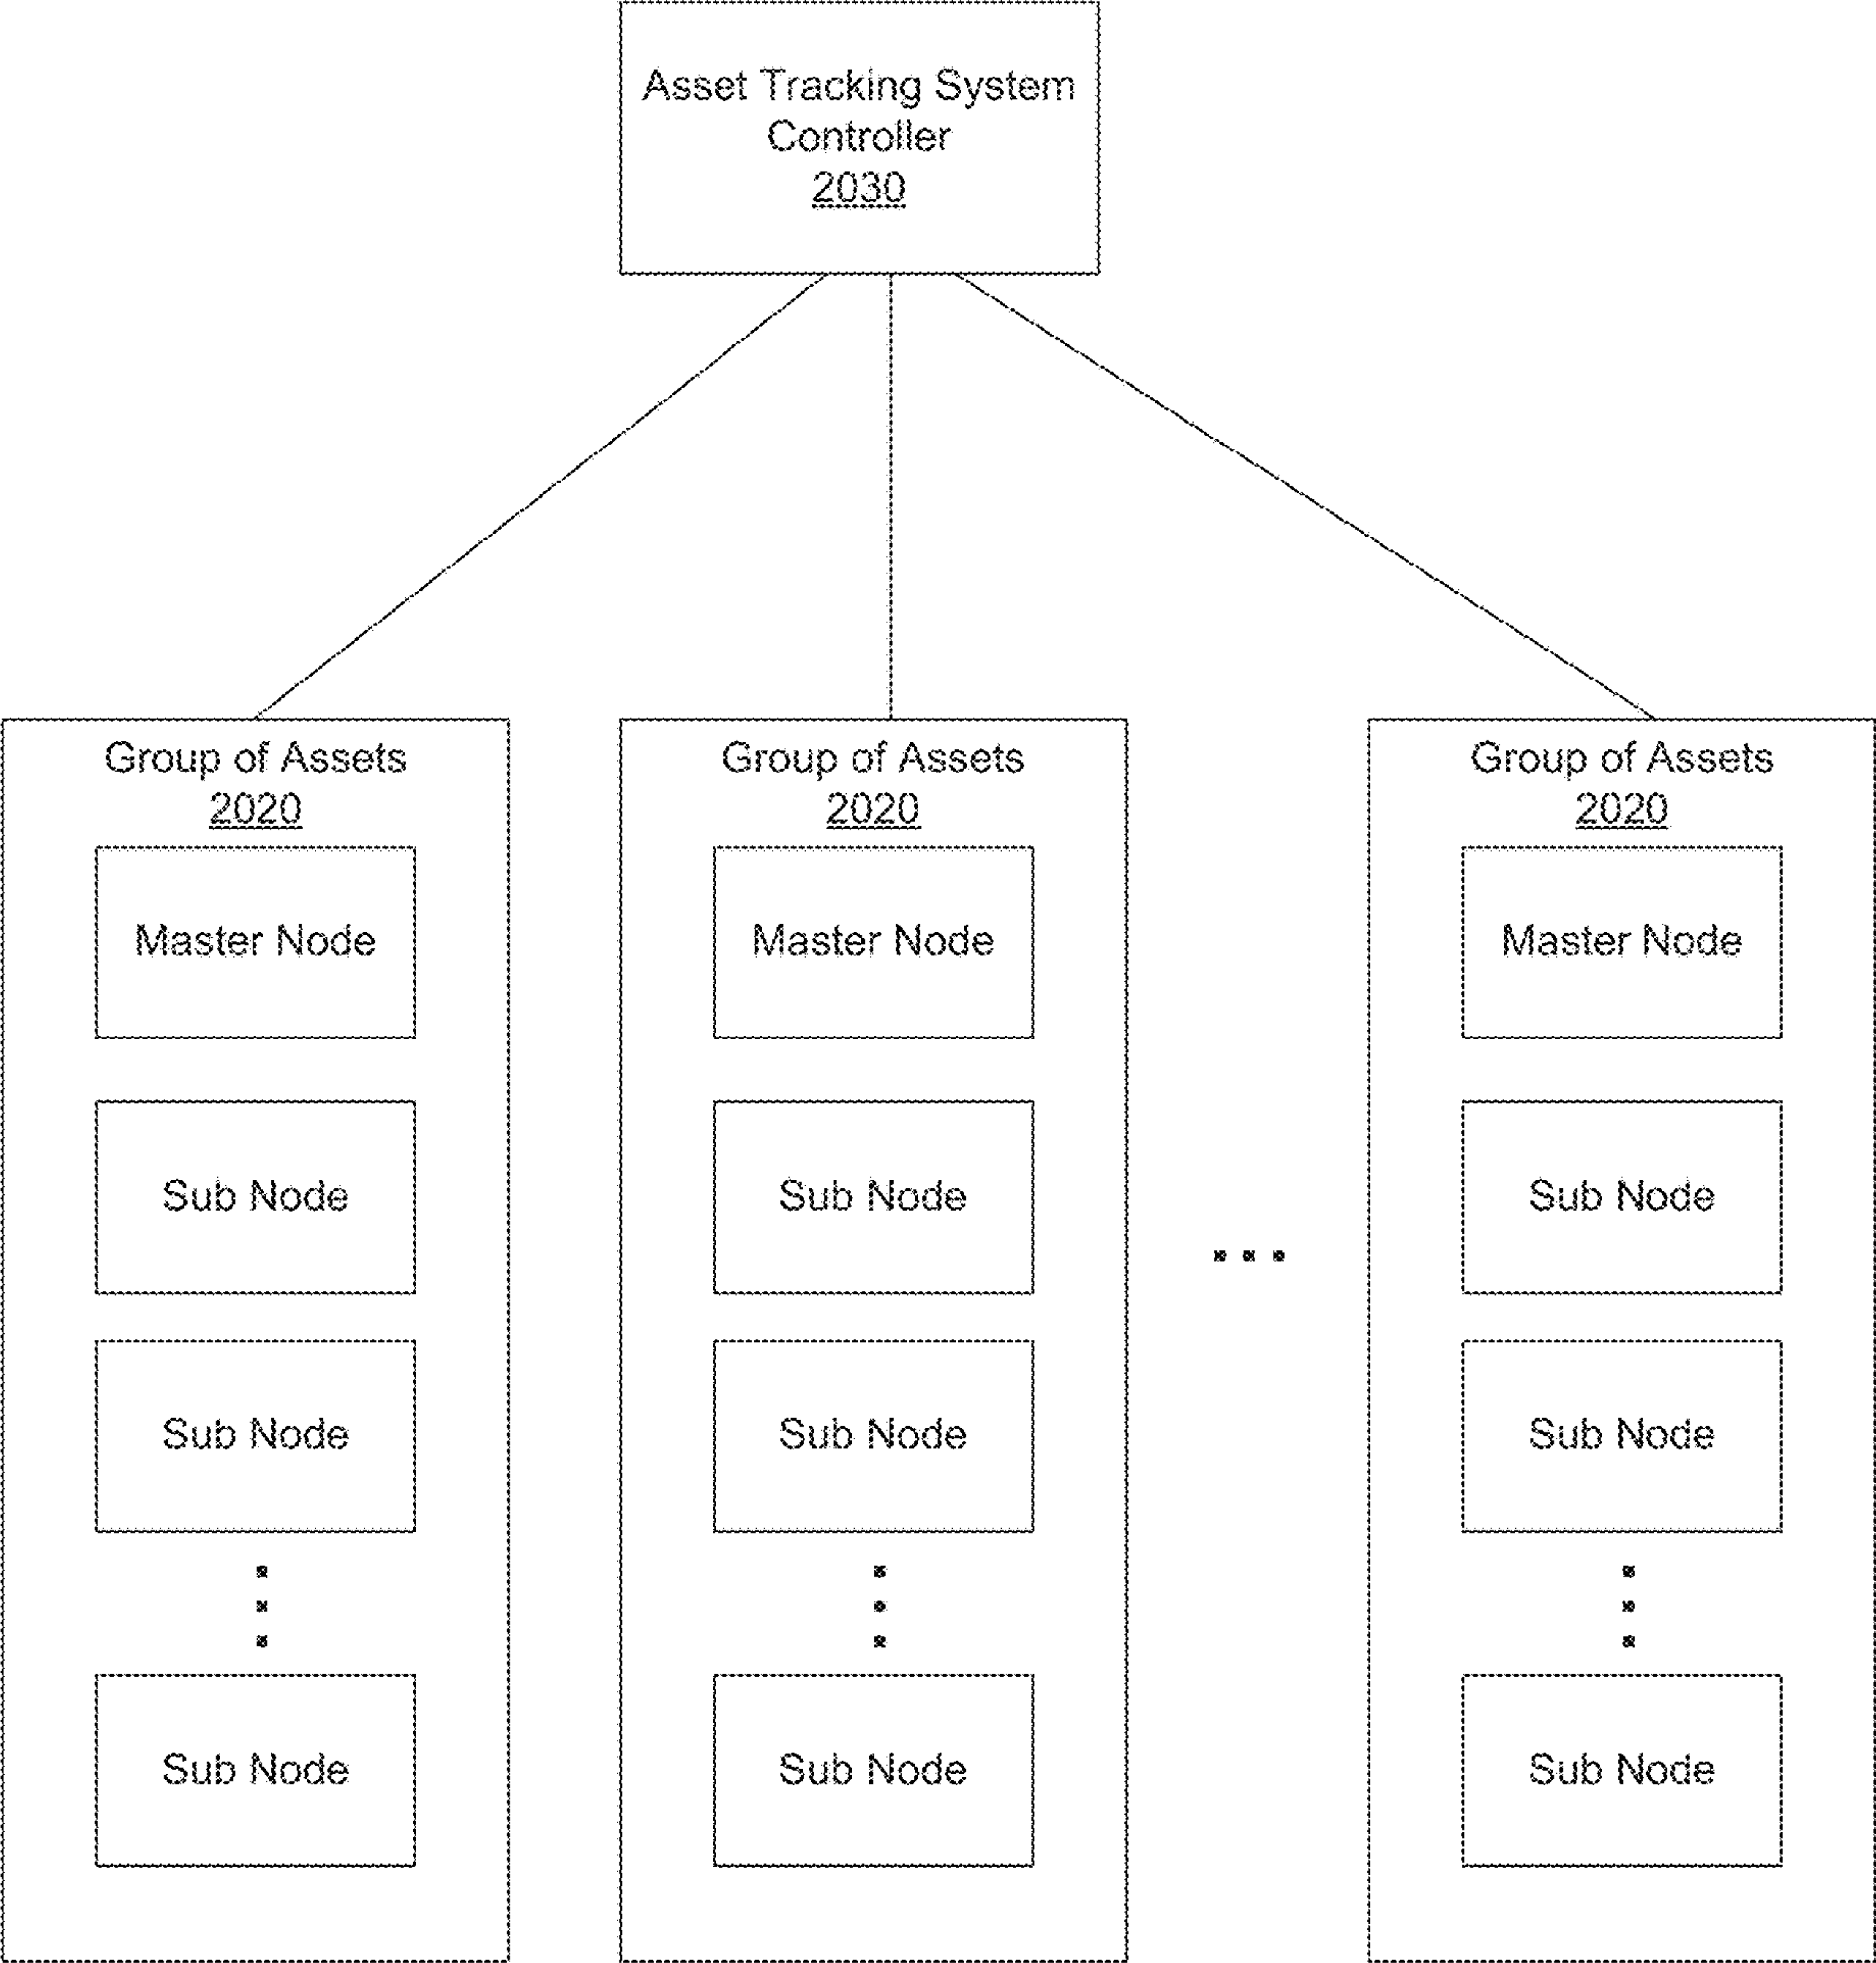 Asset Tracking System
Controller
2030
Group of Assets
2020
Master Node
Sub Node
Sub Node
Sub Node
Group of Assets
2020
Master Node
Sub Node
Sub Node
Sub Node
...
Group of Assets
2020
Master Node
Sub Node
Sub Node
Sub Node